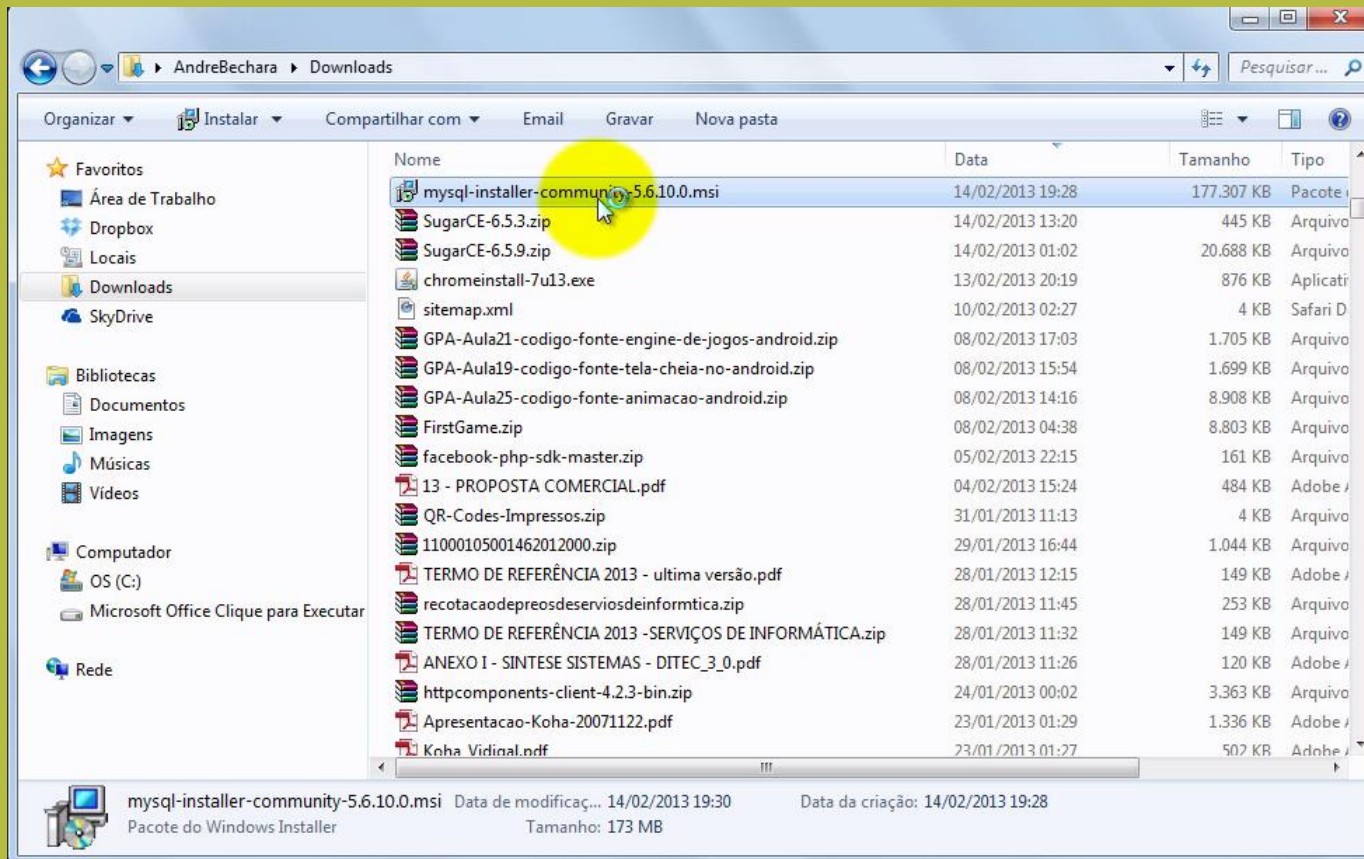 AndreBechara Downloads
Pesquisar ...
Organizar Instalar Compartilhar com Email Gravar Nova pasta
Favoritos
Área de Trabalho
Dropbox
Locais
Downloads
SkyDrive
Bibliotecas
Documentos
Imagens
Músicas
Vídeos
Computador
OS (C:)
Microsoft Office Clique para Executar
Rede
Nome Data Tamanho Tipo
mysql-installer-community-5.6.10.0.msi 14/02/2013 19:28 177.307 KB Pacote
SugarCE-6.5.3.zip 14/02/2013 13:20 445 KB Arquivo
SugarCE-6.5.9.zip 14/02/2013 01:02 20.688 KB Arquivo
chromeinstall-7u13.exe 13/02/2013 20:19 876 KB Aplicati
sitemap.xml 10/02/2013 02:27 4 KB Safari D
GPA-Aula21-codigo-fonte-engine-de-jogos-android.zip 08/02/2013 17:03 1.705 KB Arquivo
GPA-Aula19-codigo-fonte-tela-cheia-no-android.zip 08/02/2013 15:54 1.699 KB Arquivo
GPA-Aula25-codigo-fonte-animacao-android.zip 08/02/2013 14:16 8.908 KB Arquivo
FirstGame.zip 08/02/2013 04:38 8.803 KB Arquivo
facebook-php-sdk-master.zip 05/02/2013 22:15 161 KB Arquivo
13 - PROPOSTA COMERCIAL.pdf 04/02/2013 15:24 484 KB Adobe
QR-Codes-Impressos.zip 31/01/2013 11:13 4 KB Arquivo
11000105001462012000.zip 29/01/2013 16:44 1.044 KB Arquivo
TERMO DE REFERÊNCIA 2013 - ultima versão.pdf 28/01/2013 12:15 149 KB Adobe
recotacaodepreosdeserviosdeinformtica.zip 28/01/2013 11:45 253 KB Arquivo
TERMO DE REFERÊNCIA 2013 -SERVIÇOS DE INFORMÁTICA.zip 28/01/2013 11:32 149 KB Arquivo
ANEXO I - SINTESE SISTEMAS - DITEC_3_0.pdf 28/01/2013 11:26 120 KB Adobe
httpcomponents-client-4.2.3-bin.zip 24/01/2013 00:02 3.363 KB Arquivo
Apresentacao-Koha-20071122.pdf 23/01/2013 01:29 1.336 KB Adobe
Koha_Vidigal.pdf 23/01/2013 01:27 502 KB Adobe
mysql-installer-community-5.6.10.0.msi Data de modificaç... 14/02/2013 19:30 Data da criação: 14/02/2013 19:28
Pacote do Windows Installer Tamanho: 173 MB